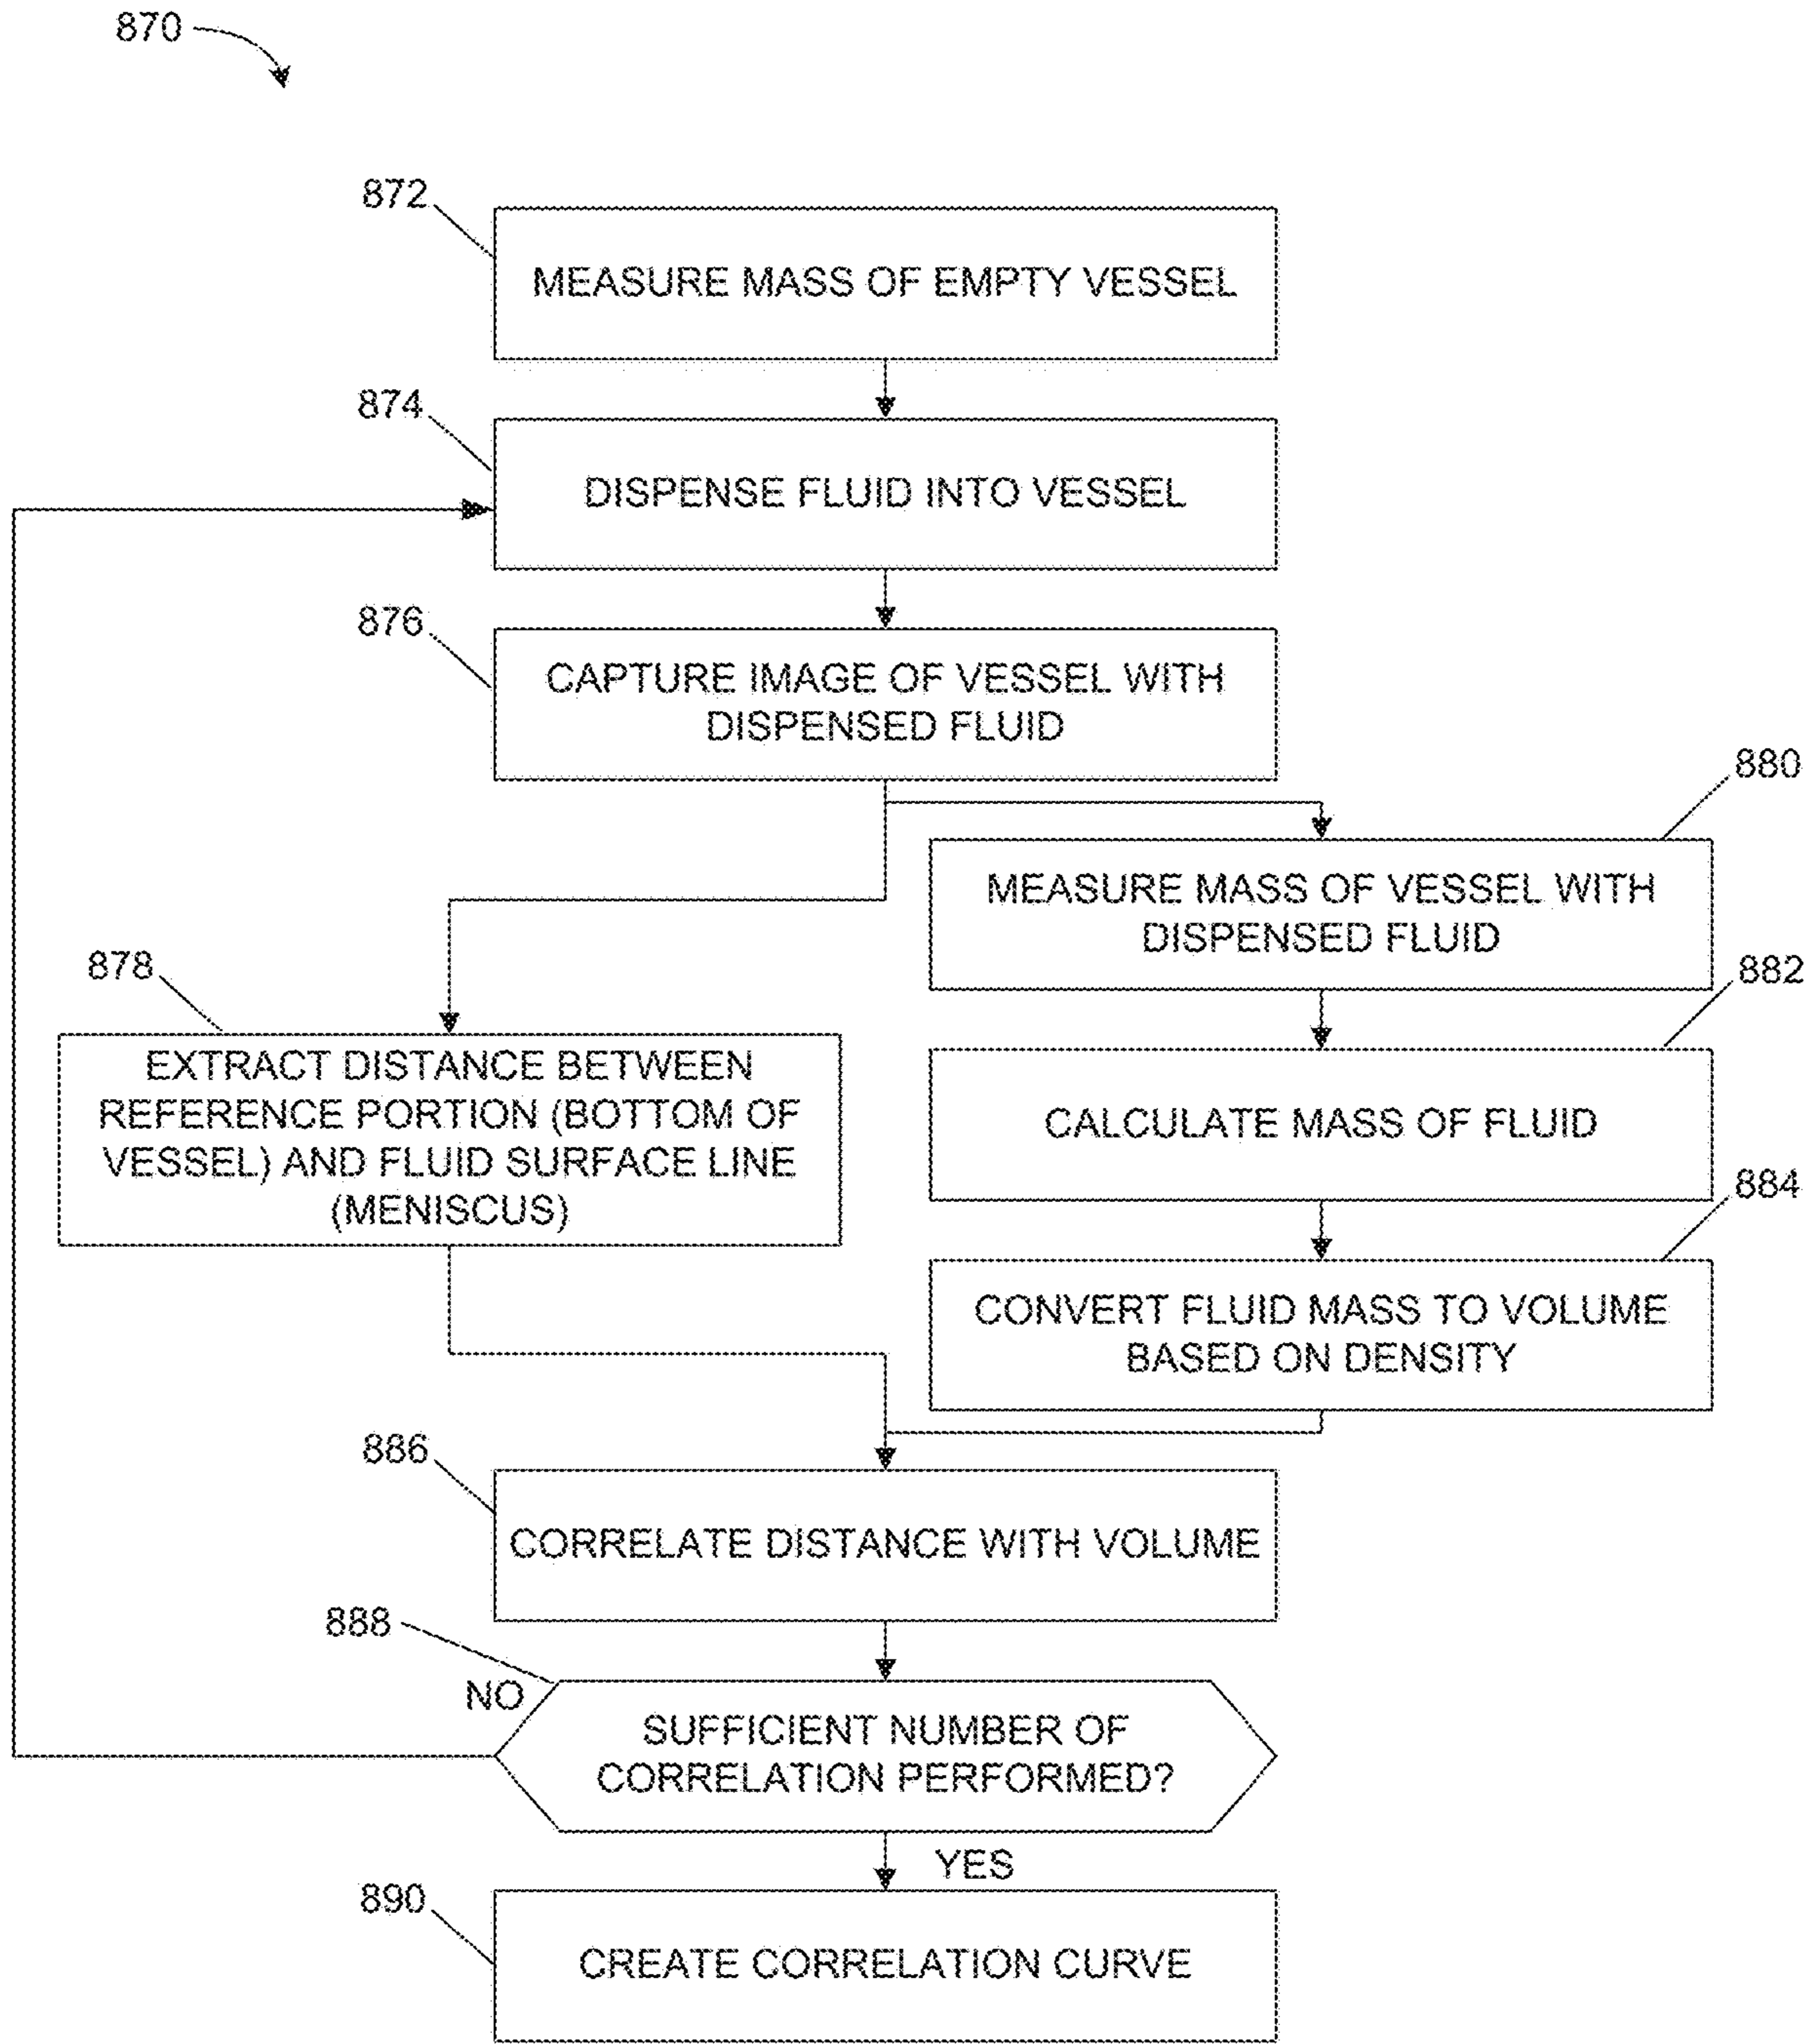 870
872
MEASURE MASS OF EMPTY VESSEL
874
DISPENSE FLUID INTO VESSEL
876
CAPTURE IMAGE OF VESSEL WITH
DISPENSED FLUID
880
MEASURE MASS OF VESSEL WITH
DISPENSED FLUID
878
EXTRACT DISTANCE BETWEEN
REFERENCE PORTION (BOTTOM OF
VESSEL) AND FLUID SURFACE LINE
(MENISCUS)
882
CALCULATE MASS OF FLUID
884
CONVERT FLUID MASS TO VOLUME
BASED ON DENSITY
886
CORRELATE DISTANCE WITH VOLUME
888
NO
SUFFICIENT NUMBER OF
CORRELATION PERFORMED?
YES
890
CREATE CORRELATION CURVE